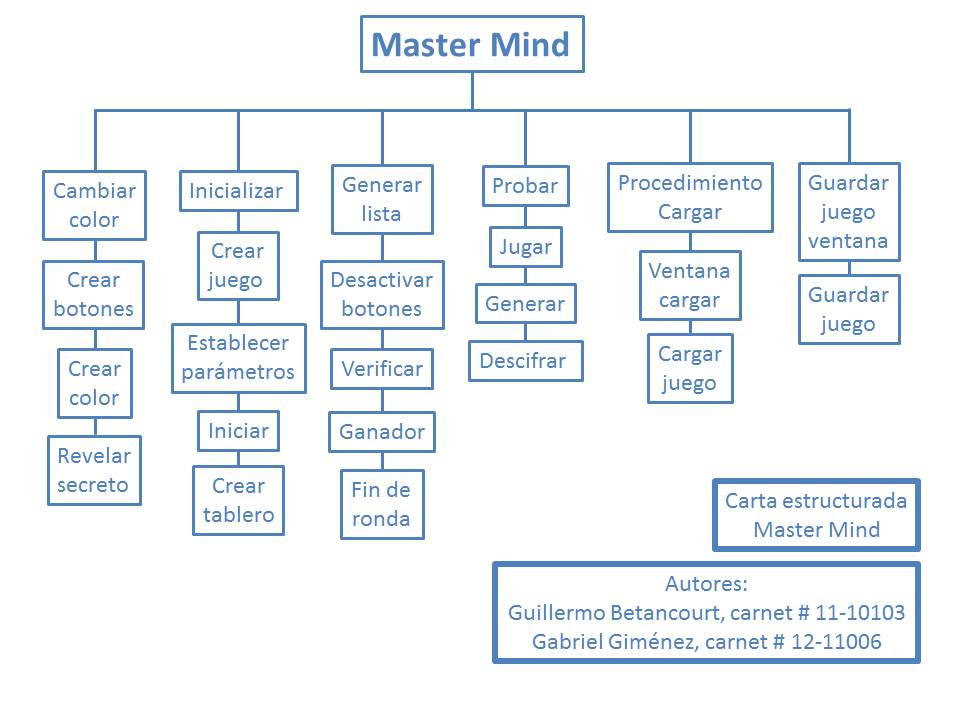 Master Mind
Cambiar
color
Crear
botones
Crear
color
Revelar
secreto
Inicializar
Crear
juego
Establecer
parámetros
Iniciar
Crear
tablero
Generar
lista
Desactivar
botones
Verificar
Ganador
Fin de
ronda
Probar
Jugar
Generar
Descifrar
Procedimiento
Cargar
Ventana
cargar
Cargar
juego
Guardar
juego
ventana
Guardar
juego
Carta estructurada
Master Mind
Autores:
Guillermo Betancourt, carnet # 11-10103
Gabriel Giménez, carnet # 12-11006